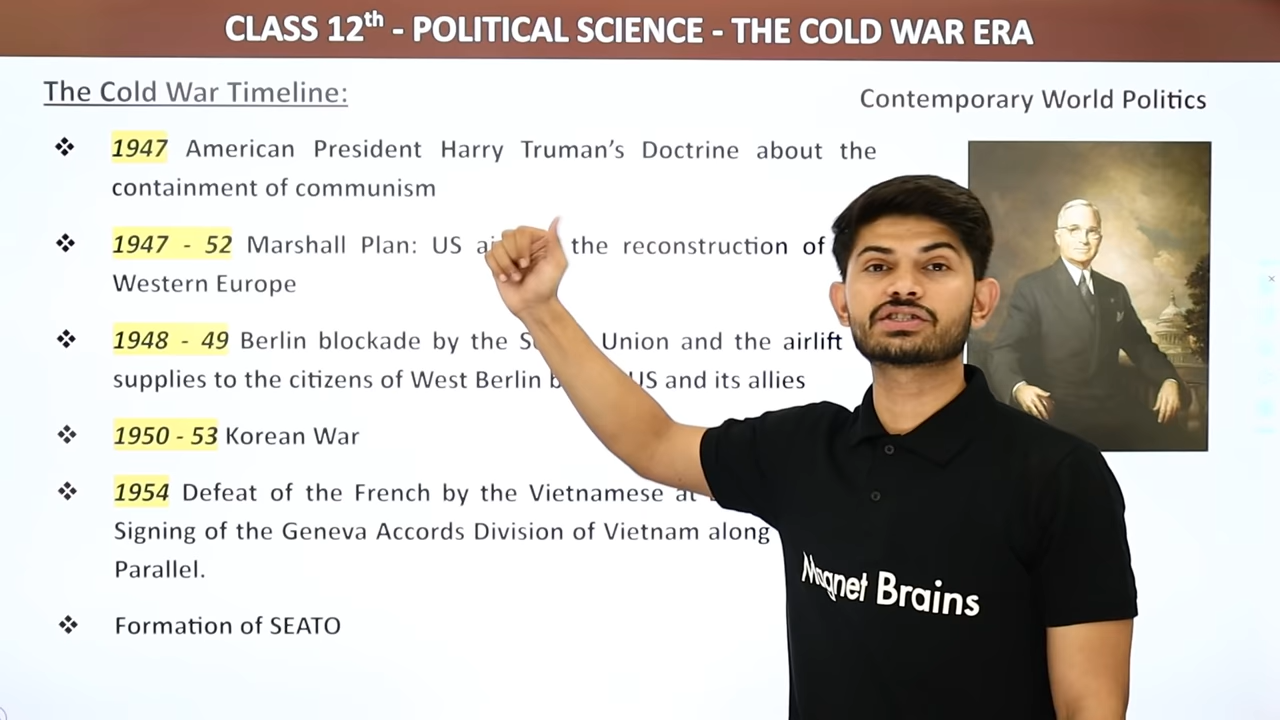 CLASS 12th - POLITICAL SCIENCE - THE COLD WAR ERA
The Cold War Timeline:
Contemporary World Politics
❖ 1947 American President Harry Truman’s Doctrine about the
containment of communism
❖ 1947 - 52 Marshall Plan: US the reconstruction of
Western Europe
❖ 1948 - 49 Berlin blockade by the Union and the airlift
supplies to the citizens of West Berlin US and its allies
❖ 1950 - 53 Korean War
❖ 1954 Defeat of the French by the Vietnamese at
Signing of the Geneva Accords Division of Vietnam along
Parallel.
❖ Formation of SEATO
Magnet Brains